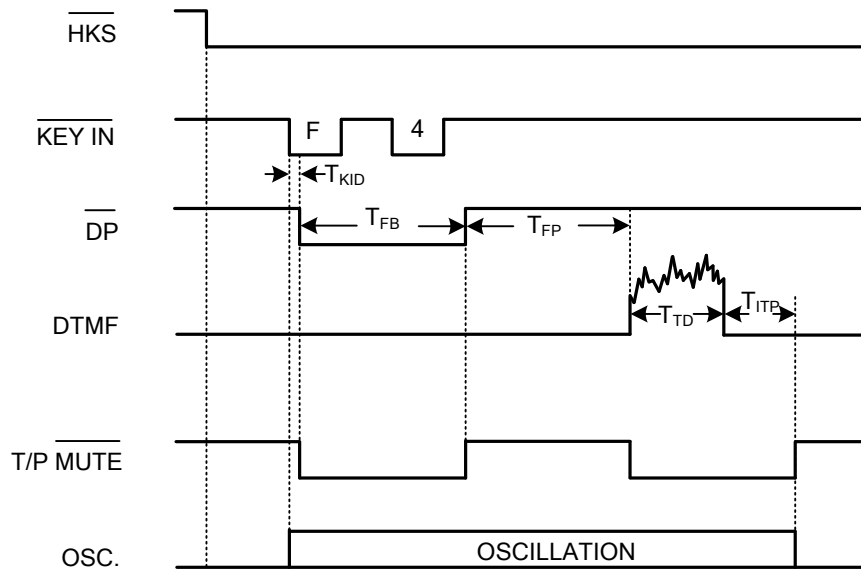 HKS
KEY IN
F
4
T_KID
DP
T_FB
T_FP
DTMF
T_TD
T_ITP
T/P MUTE
OSC.
OSCILLATION